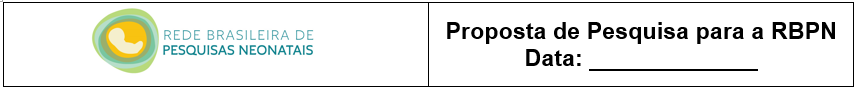 REDE BRASILEIRA DE
PESQUISAS NEONATAIS
Proposta de Pesquisa para a RBPN
Data: _____________